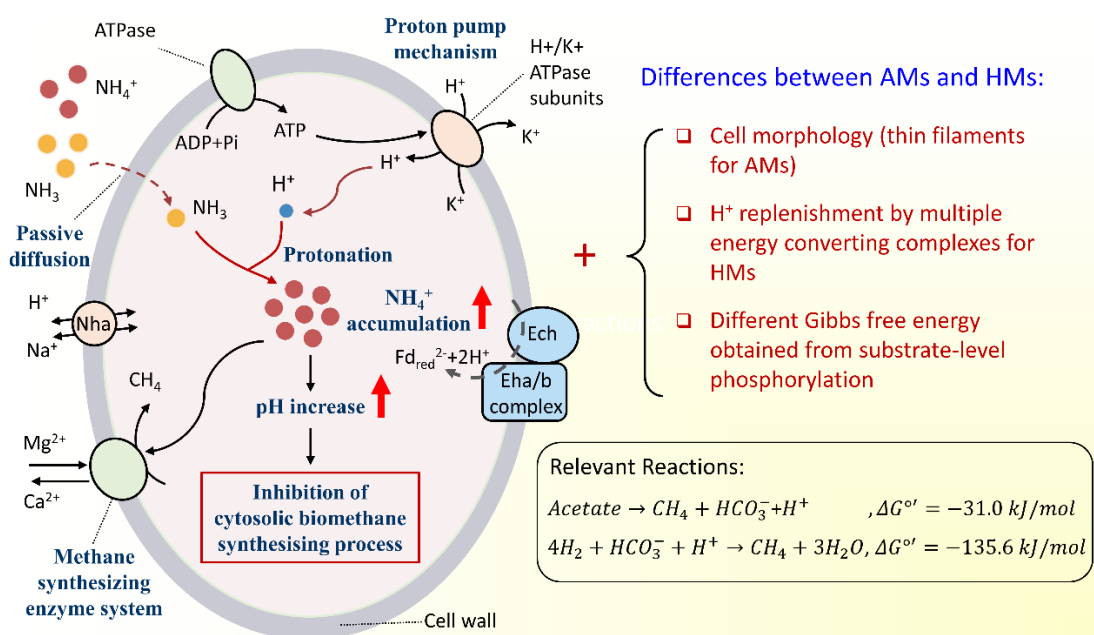 ATPase
NH₄⁺
NH₃
Passive
diffusion
ADP+Pi
ATP
Proton pump
mechanism
H⁺
H+/K+
ATPase
subunits
K⁺
H⁺
K⁺
H⁺
NH₃
Protonation
NH₄⁺
accumulation
H⁺
Na⁺
Nha
CH₄
Mg²⁺
Ca²⁺
Methane
synthesizing
enzyme system
pH increase
Inhibition of
cytosolic biomethane
synthesising process
Fd_red²⁻+2H⁺
Ech
Eha/b
complex
Cell wall
+
Differences between AMs and HMs:
❑ Cell morphology (thin filaments
for AMs)
❑ H⁺ replenishment by multiple
energy converting complexes for
HMs
❑ Different Gibbs free energy
obtained from substrate-level
phosphorylation
Relevant Reactions:
Acetate → CH₄ + HCO₃⁻+H⁺ , ΔG°′ = −31.0 kJ/mol
4H₂ + HCO₃⁻ + H⁺ → CH₄ + 3H₂O, ΔG°′ = −135.6 kJ/mol